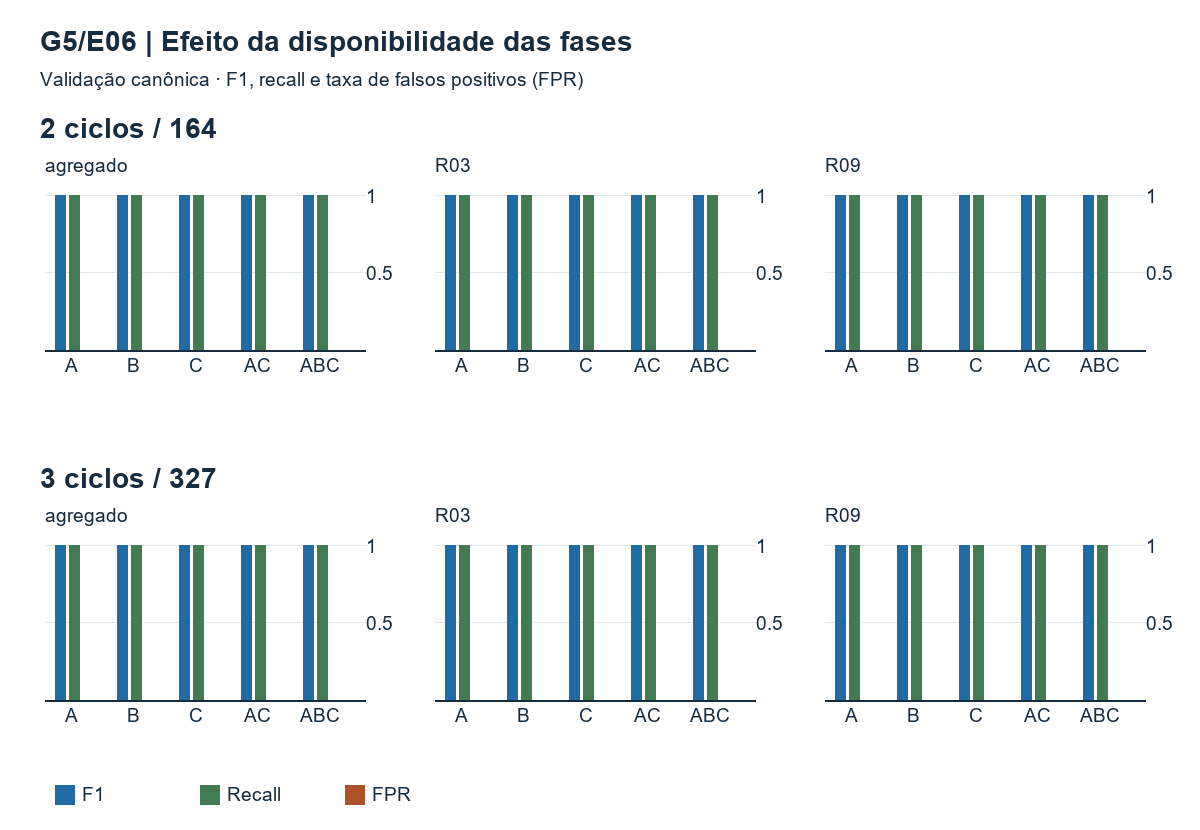 G5/E06 | Efeito da disponibilidade das fases
Validação canônica · F1, recall e taxa de falsos positivos (FPR)
2 ciclos / 164
agregado R03 R09
1 1 1
0.5 0.5 0.5
A B C AC ABC A B C AC ABC A B C AC ABC
3 ciclos / 327
agregado R03 R09
1 1 1
0.5 0.5 0.5
A B C AC ABC A B C AC ABC A B C AC ABC
F1 Recall FPR